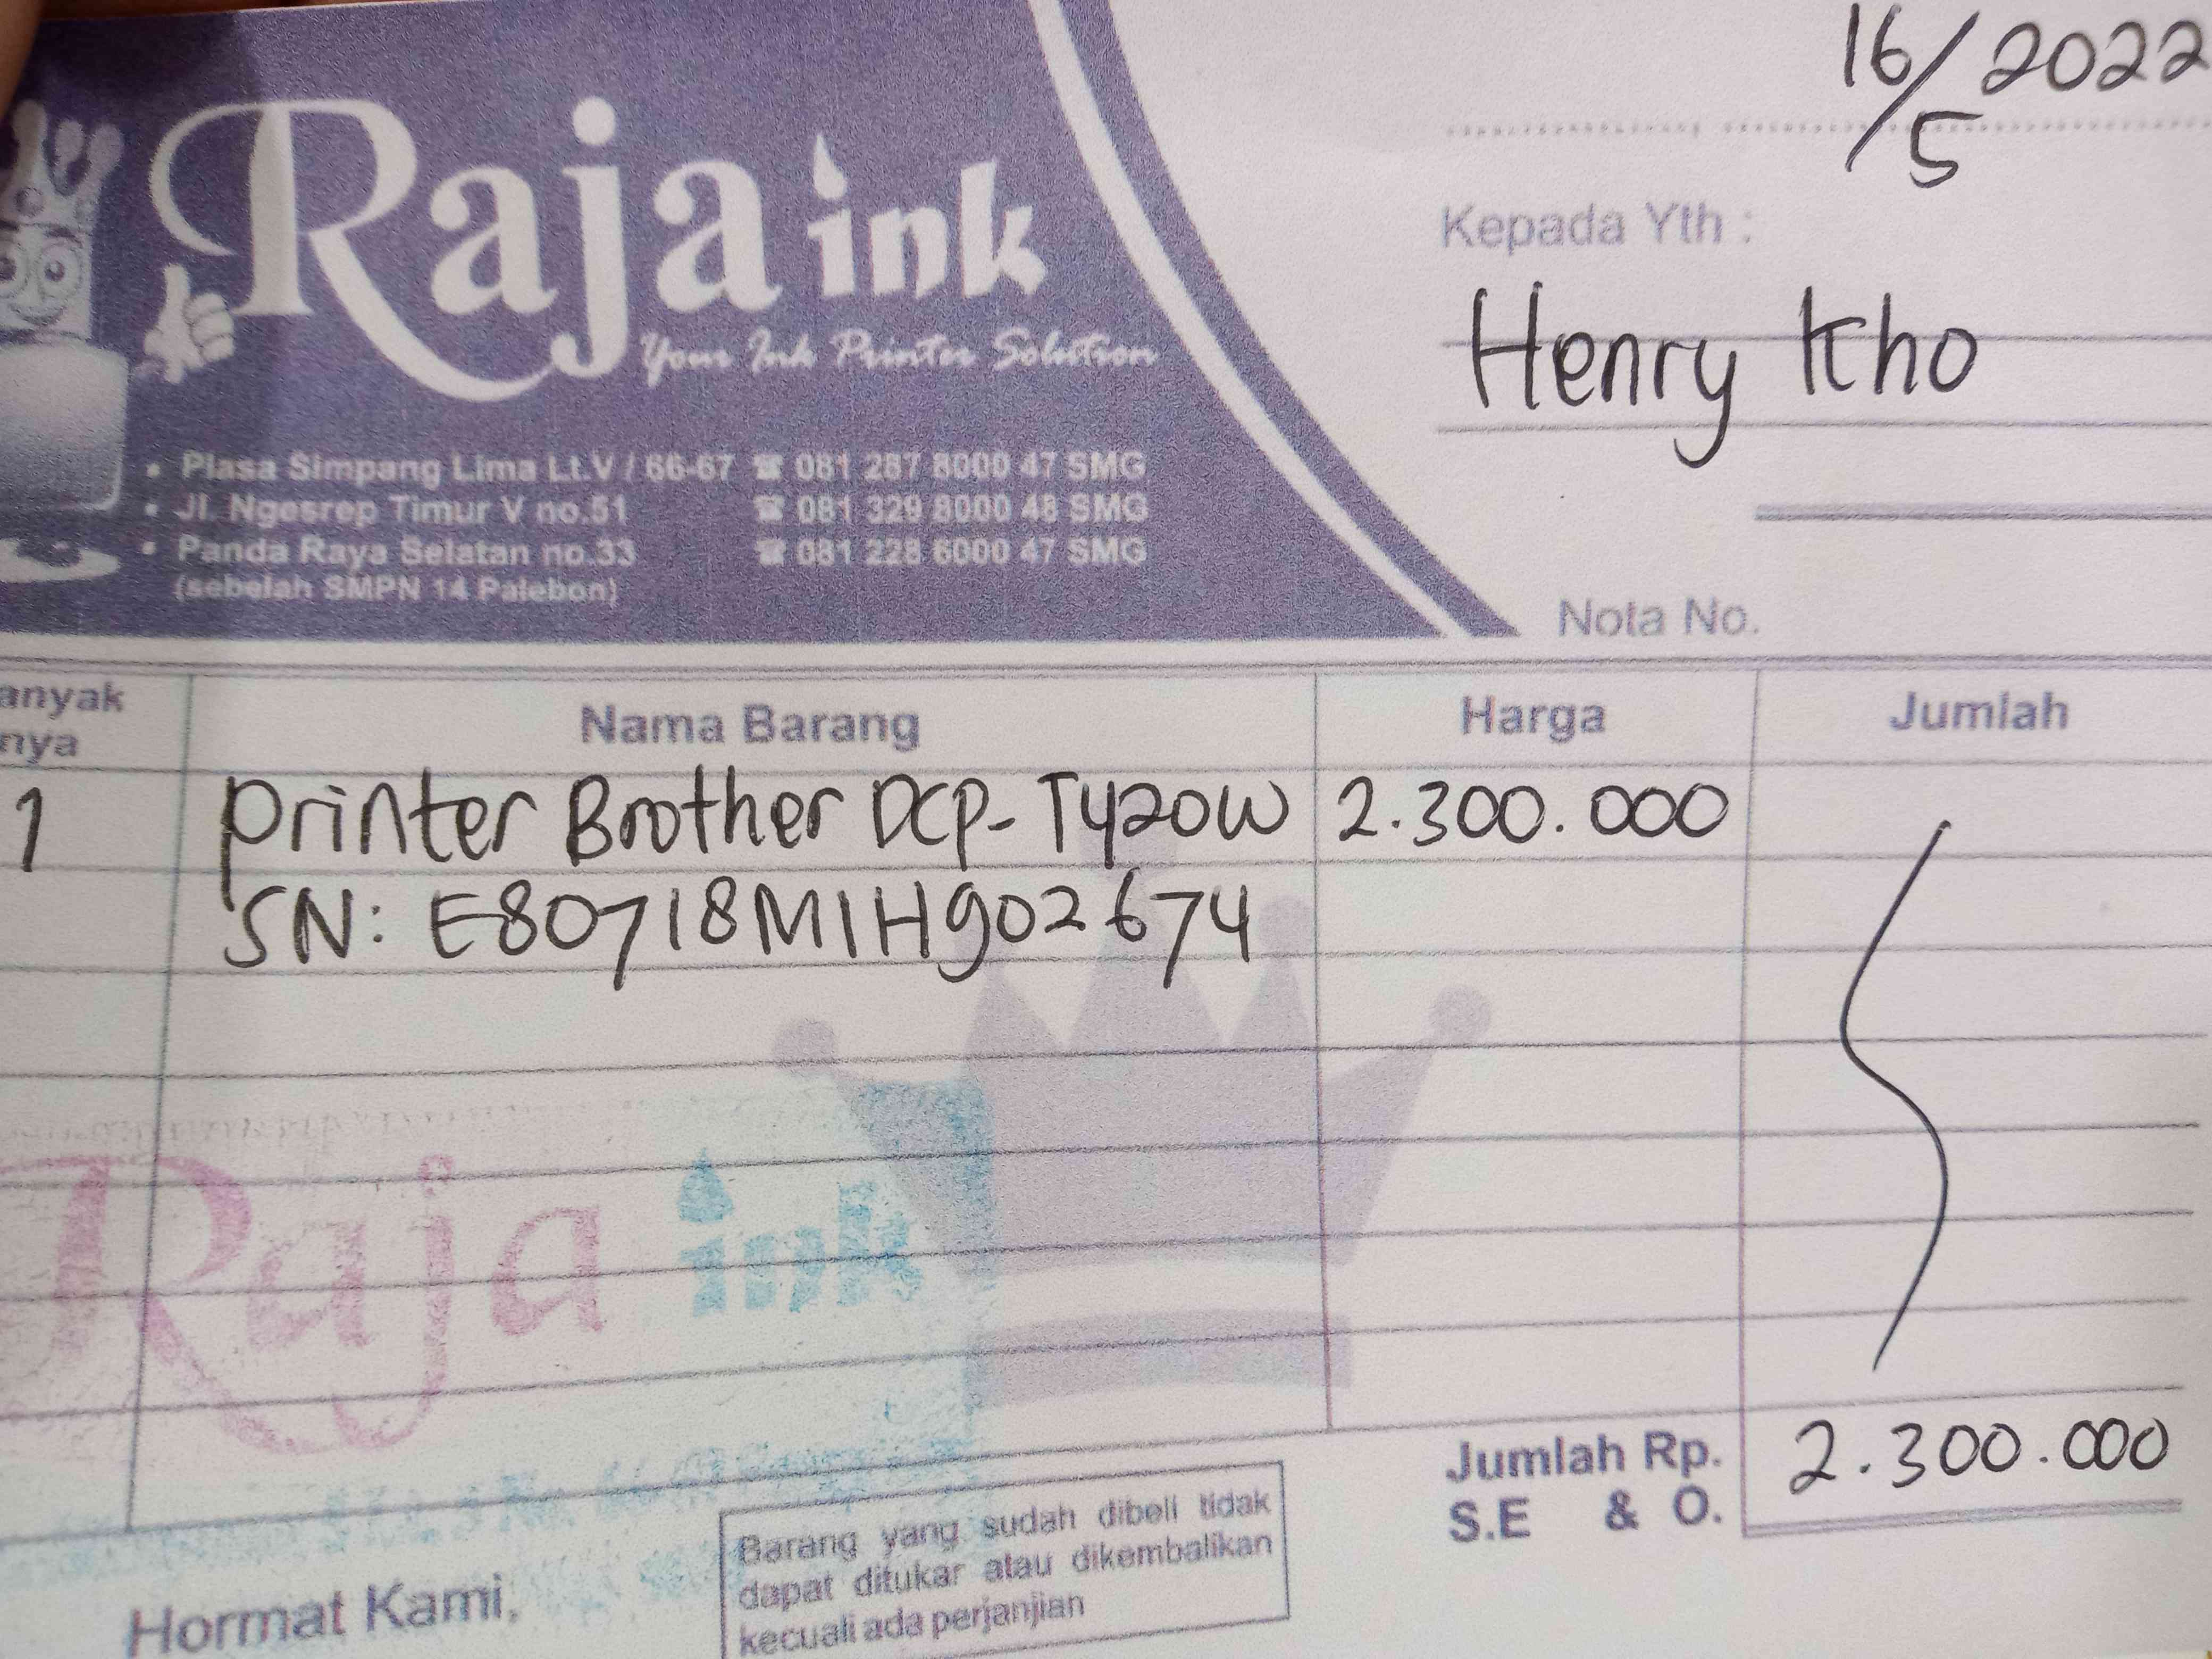 16/5 2022
Raja ink
Your Ink Printer Solution
Kepada Yth :
Henry Kho
• Plasa Simpang Lima Lt.V / 66-67 ☎ 081 287 8000 47 SMG
• Jl. Ngesrep Timur V no.51 ☎ 081 329 8000 48 SMG
• Panda Raya Selatan no.33 ☎ 081 228 6000 47 SMG
(sebelah SMPN 14 Palebon)
Nota No.
anyak
nya
Nama Barang Harga Jumlah
1 Printer Brother DCP-T420W 2.300.000
SN: E80718M1H902674
Raja ink
Jumlah Rp. 2.300.000
S.E & O.
Barang yang sudah dibeli tidak
dapat ditukar atau dikembalikan
kecuali ada perjanjian
Hormat Kami,